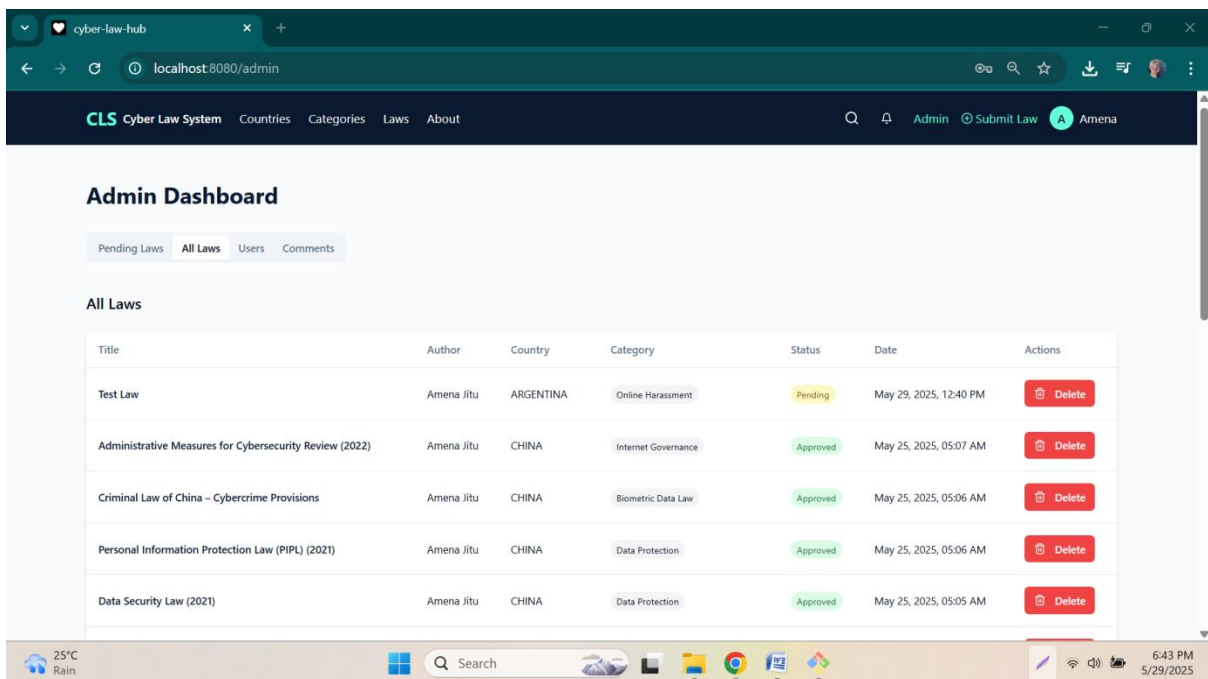 cyber-law-hub
localhost:8080/admin
CLS Cyber Law System Countries Categories Laws About Admin Submit Law A Amena
Admin Dashboard
Pending Laws All Laws Users Comments
All Laws
Title Author Country Category Status Date Actions
Test Law Amena Jitu ARGENTINA Online Harassment Pending May 29, 2025, 12:40 PM Delete
Administrative Measures for Cybersecurity Review (2022) Amena Jitu CHINA Internet Governance Approved May 25, 2025, 05:07 AM Delete
Criminal Law of China – Cybercrime Provisions Amena Jitu CHINA Biometric Data Law Approved May 25, 2025, 05:06 AM Delete
Personal Information Protection Law (PIPL) (2021) Amena Jitu CHINA Data Protection Approved May 25, 2025, 05:06 AM Delete
Data Security Law (2021) Amena Jitu CHINA Data Protection Approved May 25, 2025, 05:05 AM Delete
25°C
Rain
Search
6:43 PM
5/29/2025